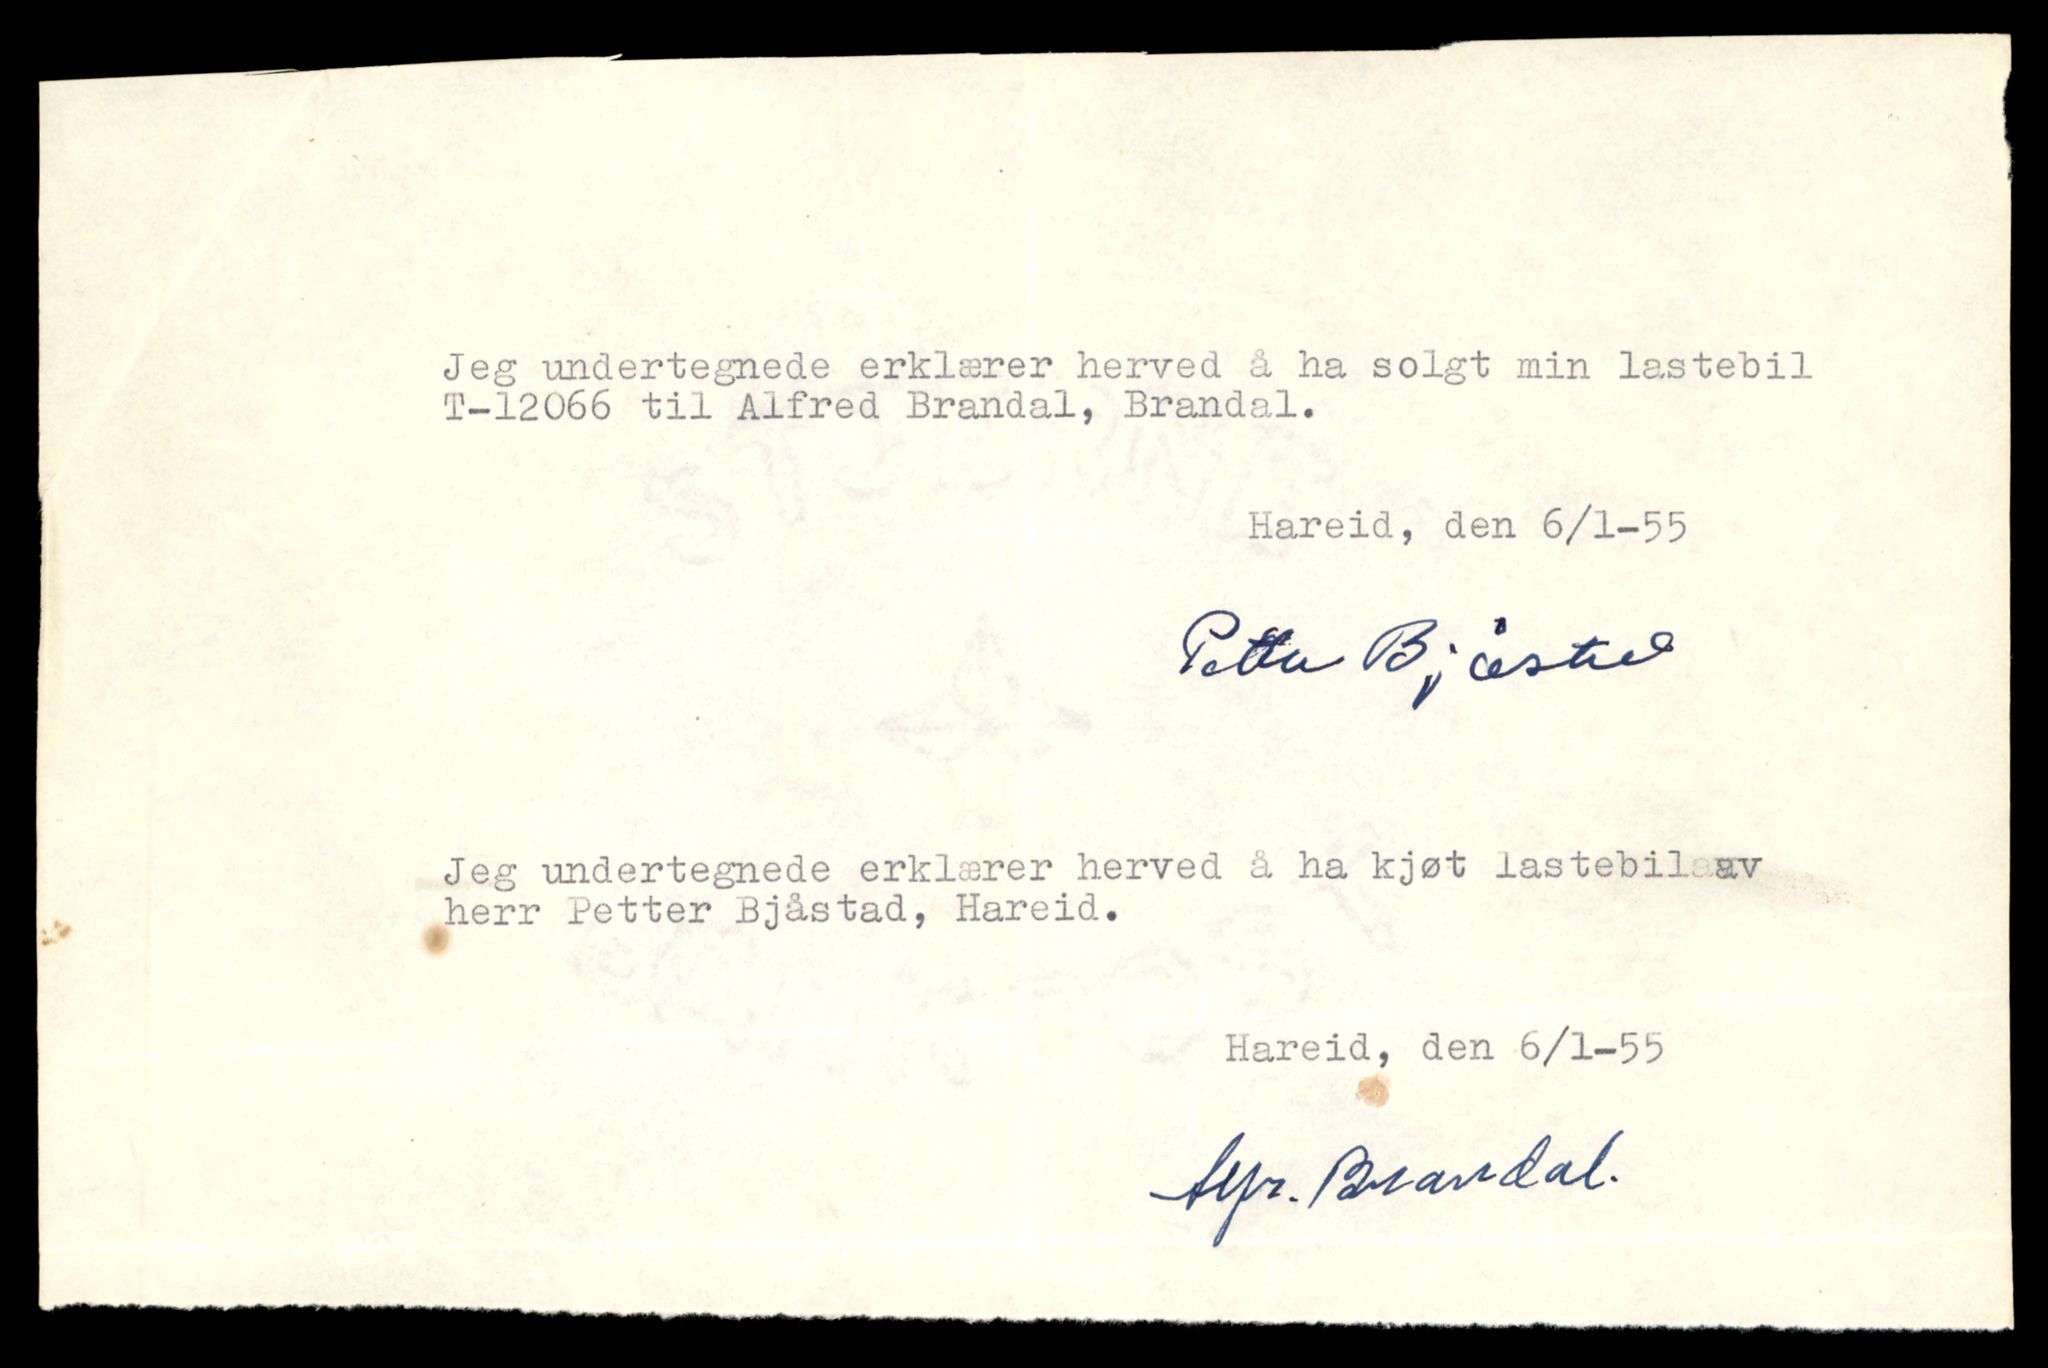 Jeg undertegnede erklærer herved å ha solgt min lastebil
T-12066 til Alfred Brandal, Brandal.
Hareid, den 6/1-55
Petter Bjåstad
Jeg undertegnede erklærer herved å ha kjøt lastebil av
herr Petter Bjåstad, Hareid.
Hareid, den 6/1-55
Alfr. Brandal.